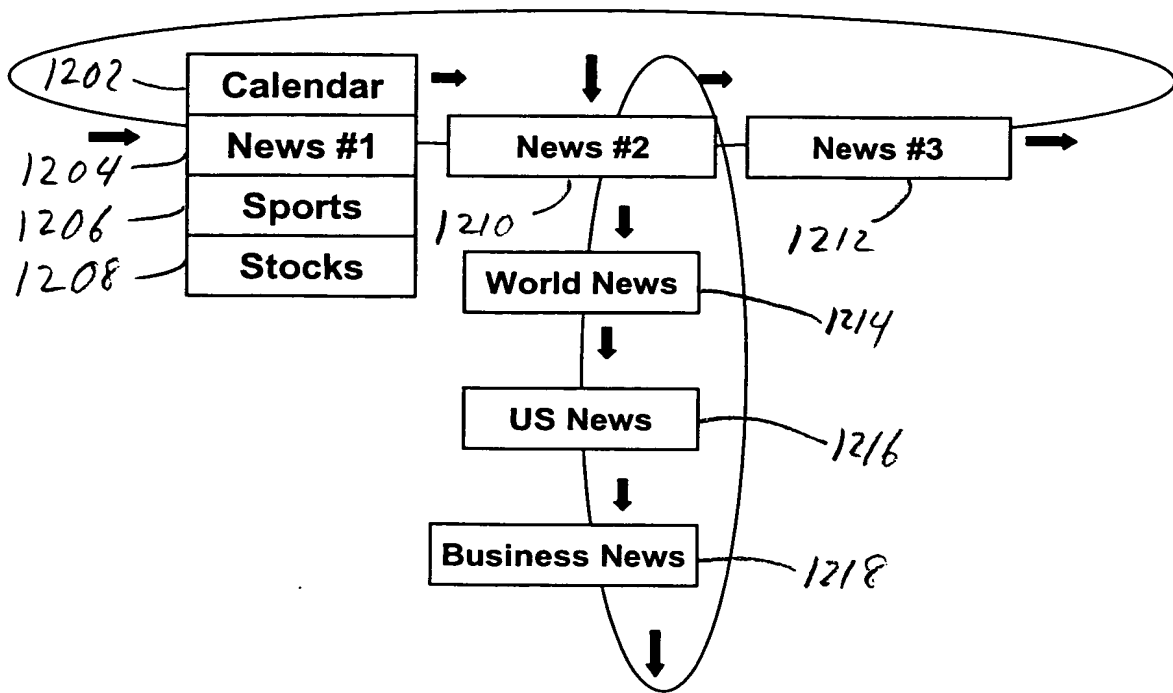 1202
Calendar
1204
News #1
News #2
News #3
1206
Sports
1210
1212
1208
Stocks
World News
1214
US News
1216
Business News
1218